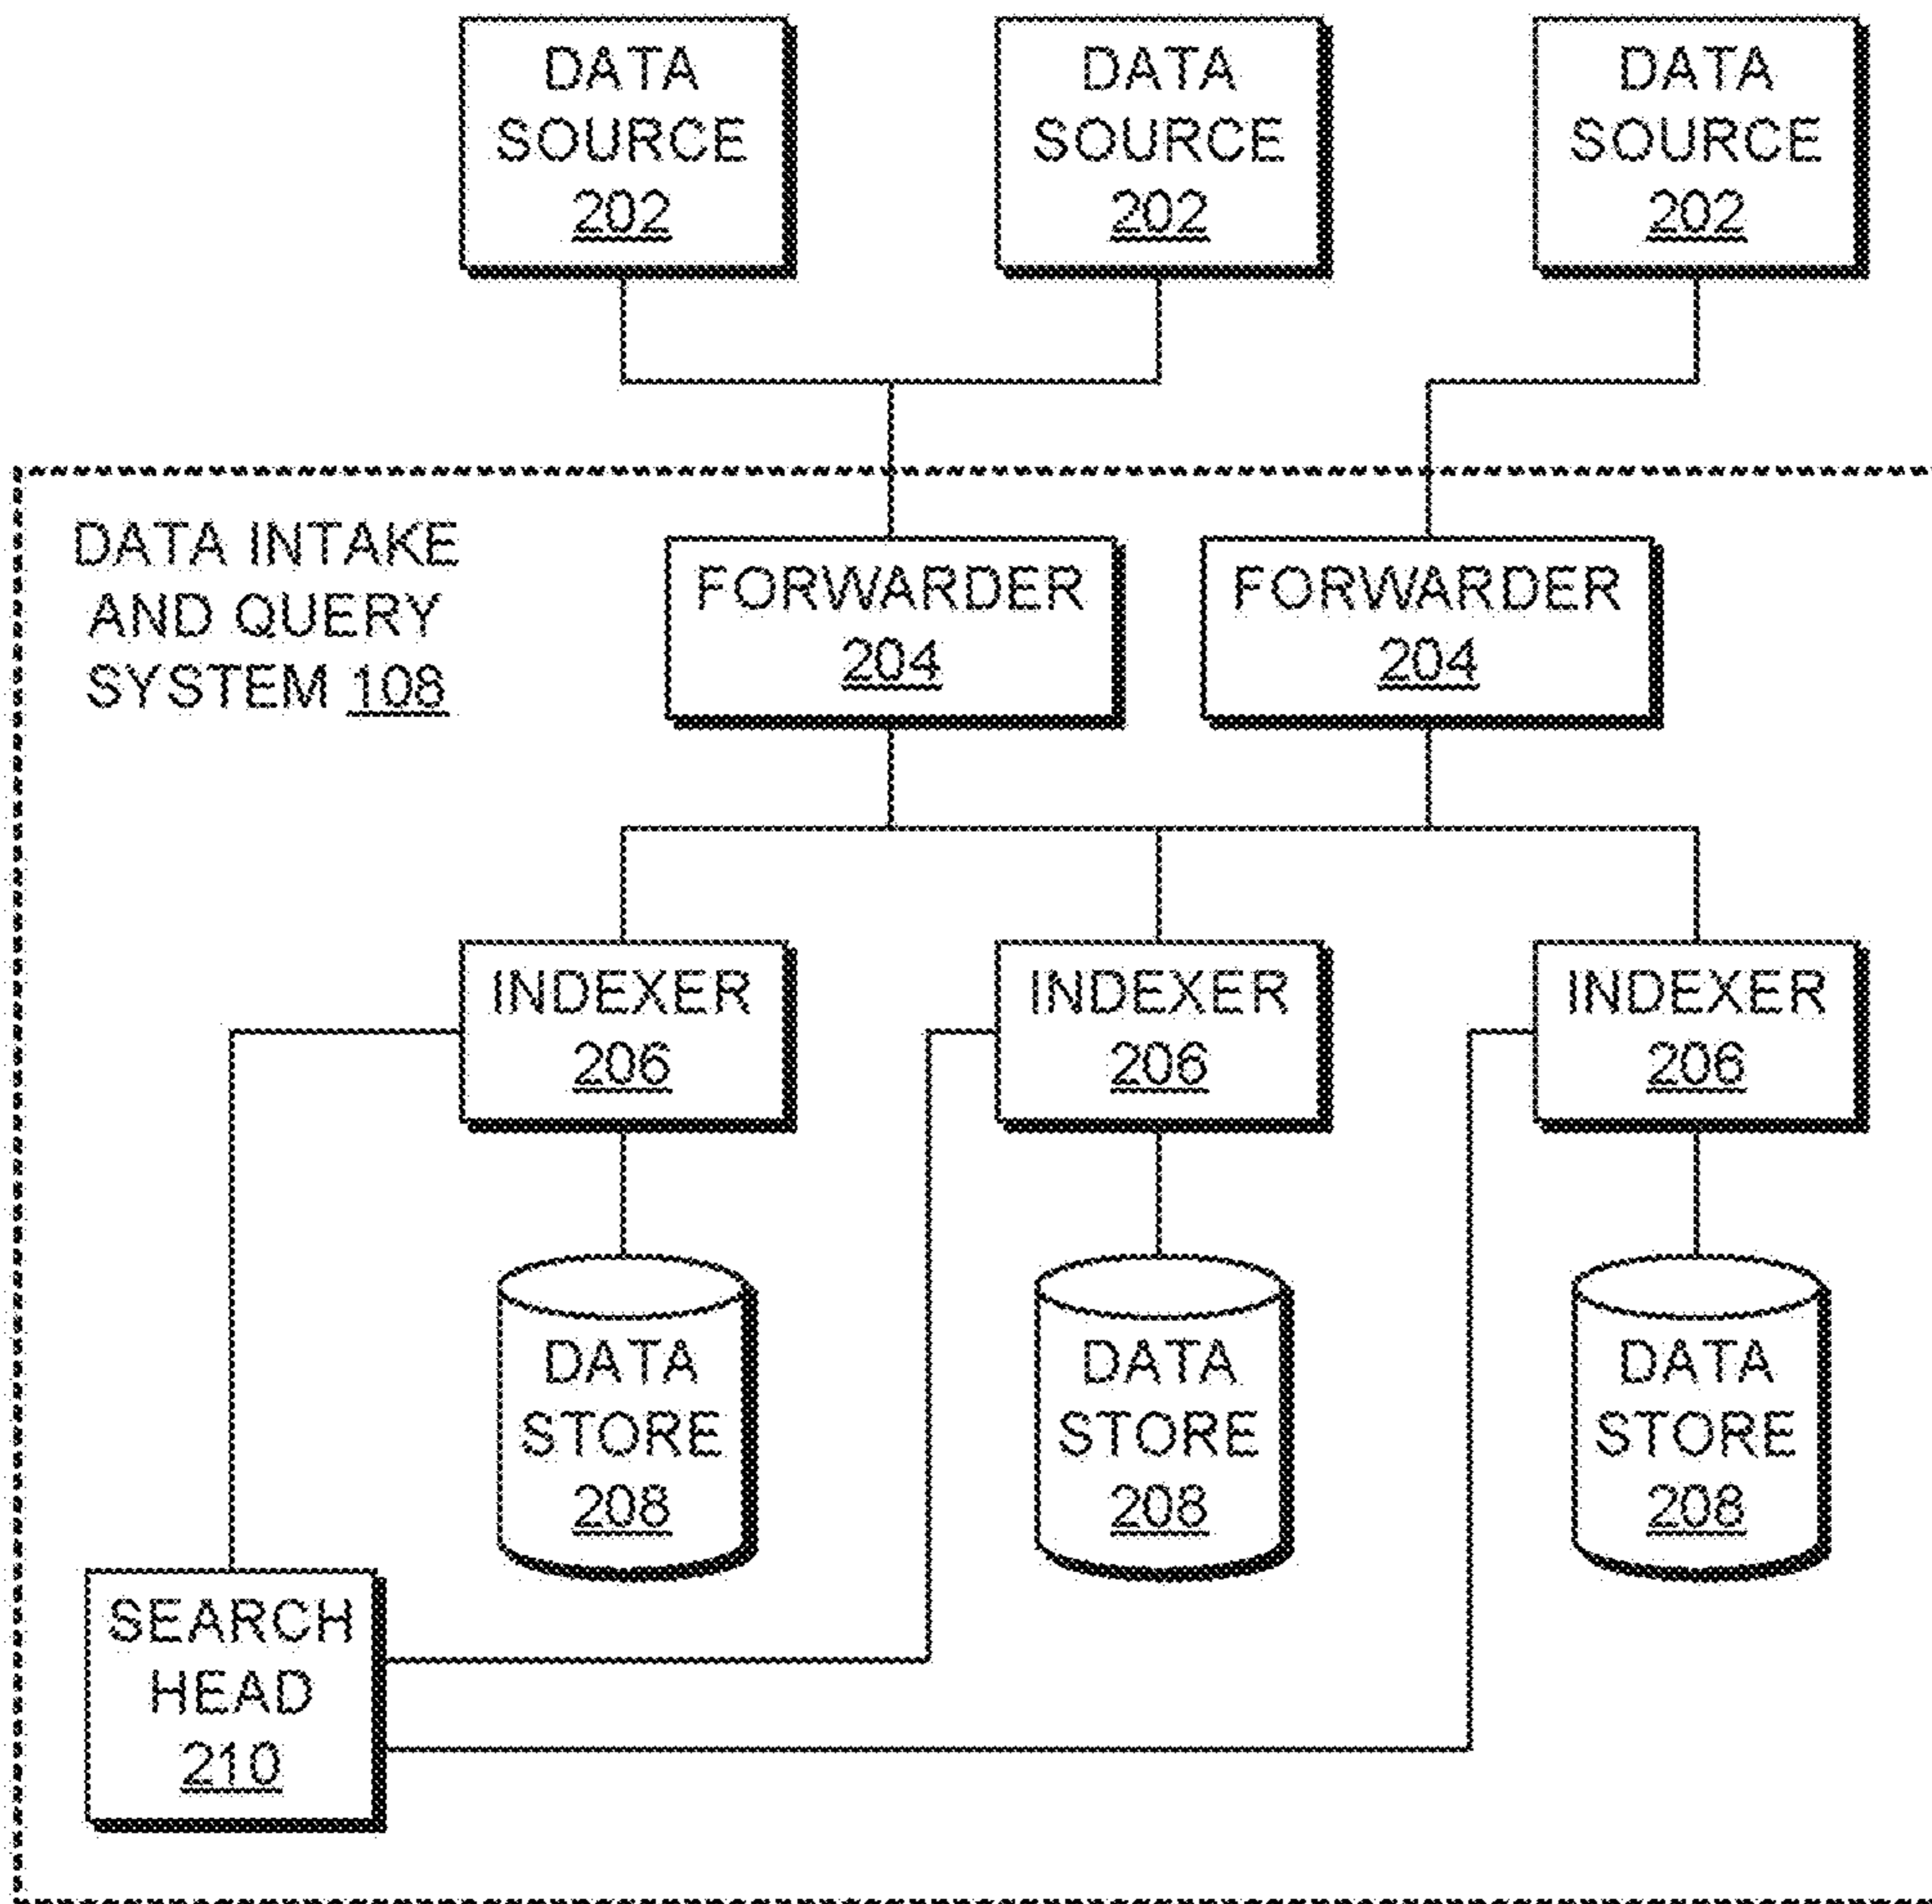 DATA
SOURCE
202
DATA
SOURCE
202
DATA
SOURCE
202
DATA INTAKE
AND QUERY
SYSTEM 108
FORWARDER
204
FORWARDER
204
INDEXER
206
INDEXER
206
INDEXER
206
DATA
STORE
208
DATA
STORE
208
DATA
STORE
208
SEARCH
HEAD
210